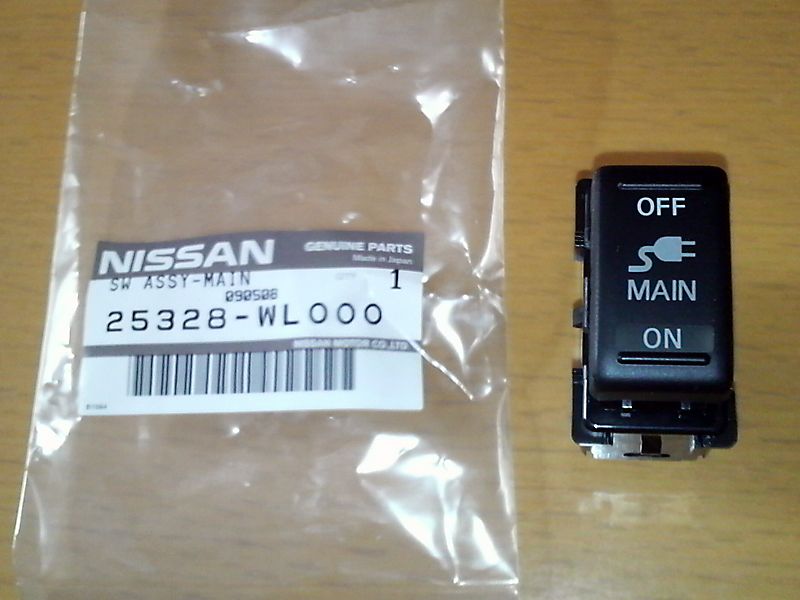 NISSAN
GENUINE PARTS
Made in Japan
SW ASSY-MAIN
1
090508
25328-WL000
NISSAN MOTOR CO.,LTD
OFF
MAIN
ON